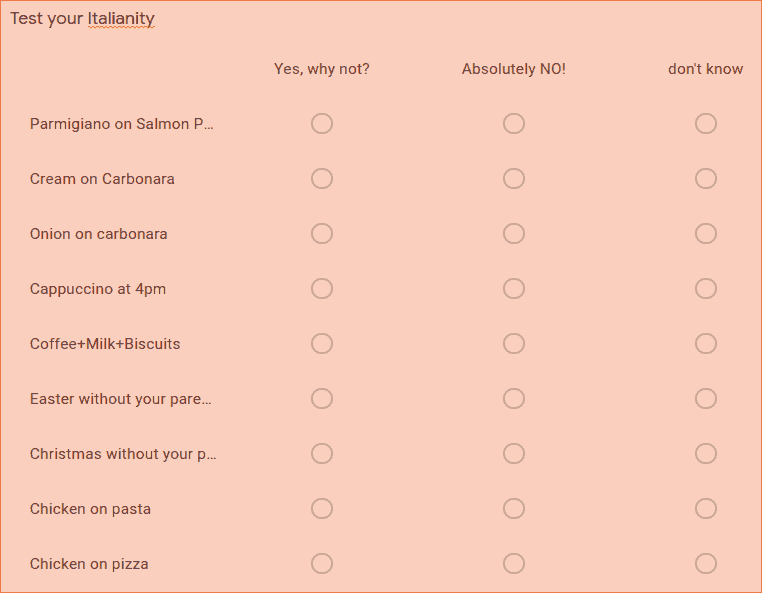 Test your Italianity
Yes, why not? Absolutely NO! don't know
Parmigiano on Salmon P...
Cream on Carbonara
Onion on carbonara
Cappuccino at 4pm
Coffee+Milk+Biscuits
Easter without your pare...
Christmas without your p...
Chicken on pasta
Chicken on pizza